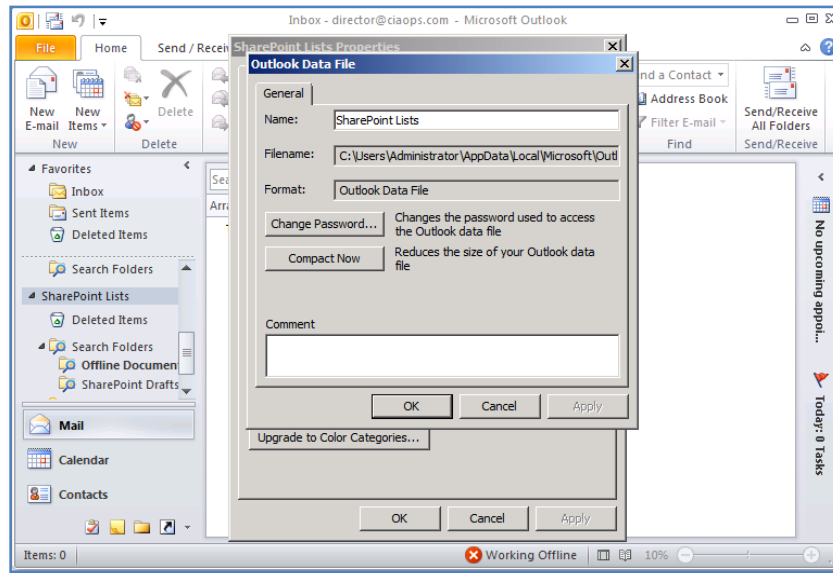 Inbox - director@ciaops.com - Microsoft Outlook
File
Home
Send / Receiv
New
E-mail
New
Items
Delete
New
Delete
nd a Contact
Address Book
Filter E-mail
Find
Send/Receive
All Folders
Send/Receive
Favorites
Inbox
Sent Items
Deleted Items
Search Folders
SharePoint Lists
Deleted Items
Search Folders
Offline Documen
SharePoint Drafts
Mail
Calendar
Contacts
Items: 0
Sea
Arra
SharePoint Lists Properties
Outlook Data File
General
Name:
SharePoint Lists
Filename:
C:\Users\Administrator\AppData\Local\Microsoft\Outl
Format:
Outlook Data File
Change Password...
Changes the password used to access
the Outlook data file
Compact Now
Reduces the size of your Outlook data
file
Comment
OK
Cancel
Apply
Upgrade to Color Categories...
OK
Cancel
Apply
No upcoming appoi...
Today: 0 Tasks
Working Offline
10%